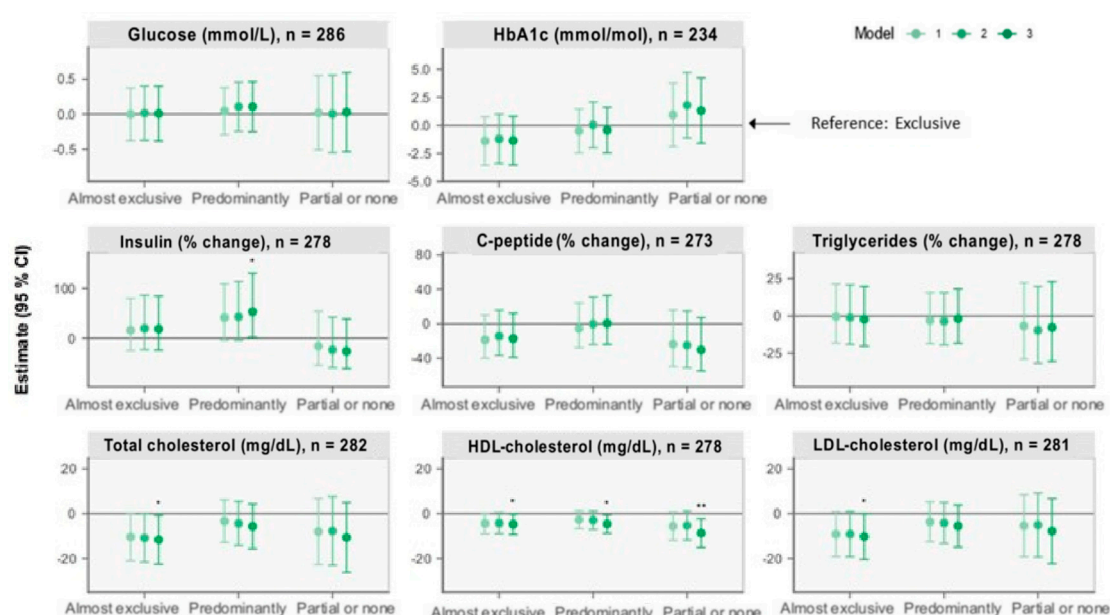 Glucose (mmol/L), n = 286
HbA1c (mmol/mol), n = 234
Model 1 2 3
0.5
0.0
-0.5
5.0
2.5
0.0
-2.5
-5.0
Reference: Exclusive
Almost exclusive Predominantly Partial or none
Almost exclusive Predominantly Partial or none
Estimate (95 % CI)
Insulin (% change), n = 278
C-peptide (% change), n = 273
Triglycerides (% change), n = 278
100
0
*
80
40
0
-40
25
0
-25
Almost exclusive Predominantly Partial or none
Almost exclusive Predominantly Partial or none
Almost exclusive Predominantly Partial or none
Total cholesterol (mg/dL), n = 282
HDL-cholesterol (mg/dL), n = 278
LDL-cholesterol (mg/dL), n = 281
20
0
-20
*
20
0
-20
* * **
20
0
-20
*
Almost exclusive Predominantly Partial or none
Almost exclusive Predominantly Partial or none
Almost exclusive Predominantly Partial or none